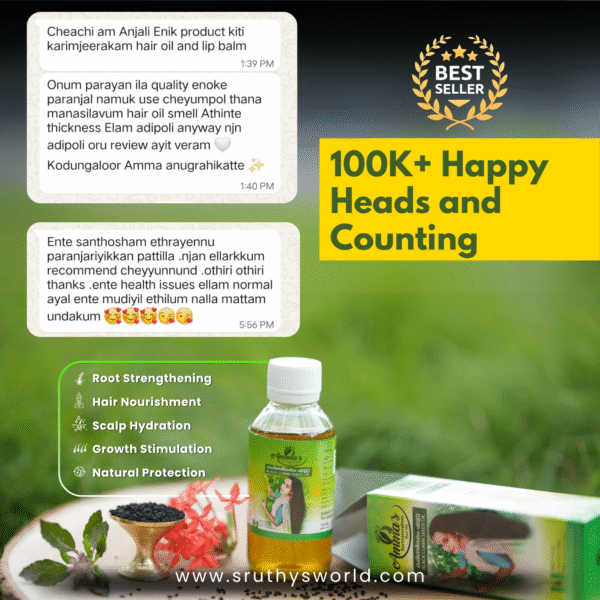 Cheachi am Anjali Enik product kiti
karimjeerakam hair oil and lip balm
1:39 PM
Onum parayan ila quality enoke
paranjal namuk use cheyumpol thana
manasilavum hair oil smell Athinte
thickness Elam adipoli anyway njn
adipoli oru review ayit veram 🤍
Kodungaloor Amma anugrahikatte ✨
1:40 PM
Ente santhosham ethrayennu
paranjariyikkan pattilla .njan ellarkkum
recommend cheyyunnund .othiri othiri
thanks .ente health issues ellam normal
ayal ente mudiyil ethilum nalla mattam
undakum 🥰🥰🥰😘😘
5:56 PM
BEST
SELLER
100K+ Happy
Heads and
Counting
Root Strengthening
Hair Nourishment
Scalp Hydration
Growth Stimulation
Natural Protection
Amma's
Amma's
www.sruthysworld.com